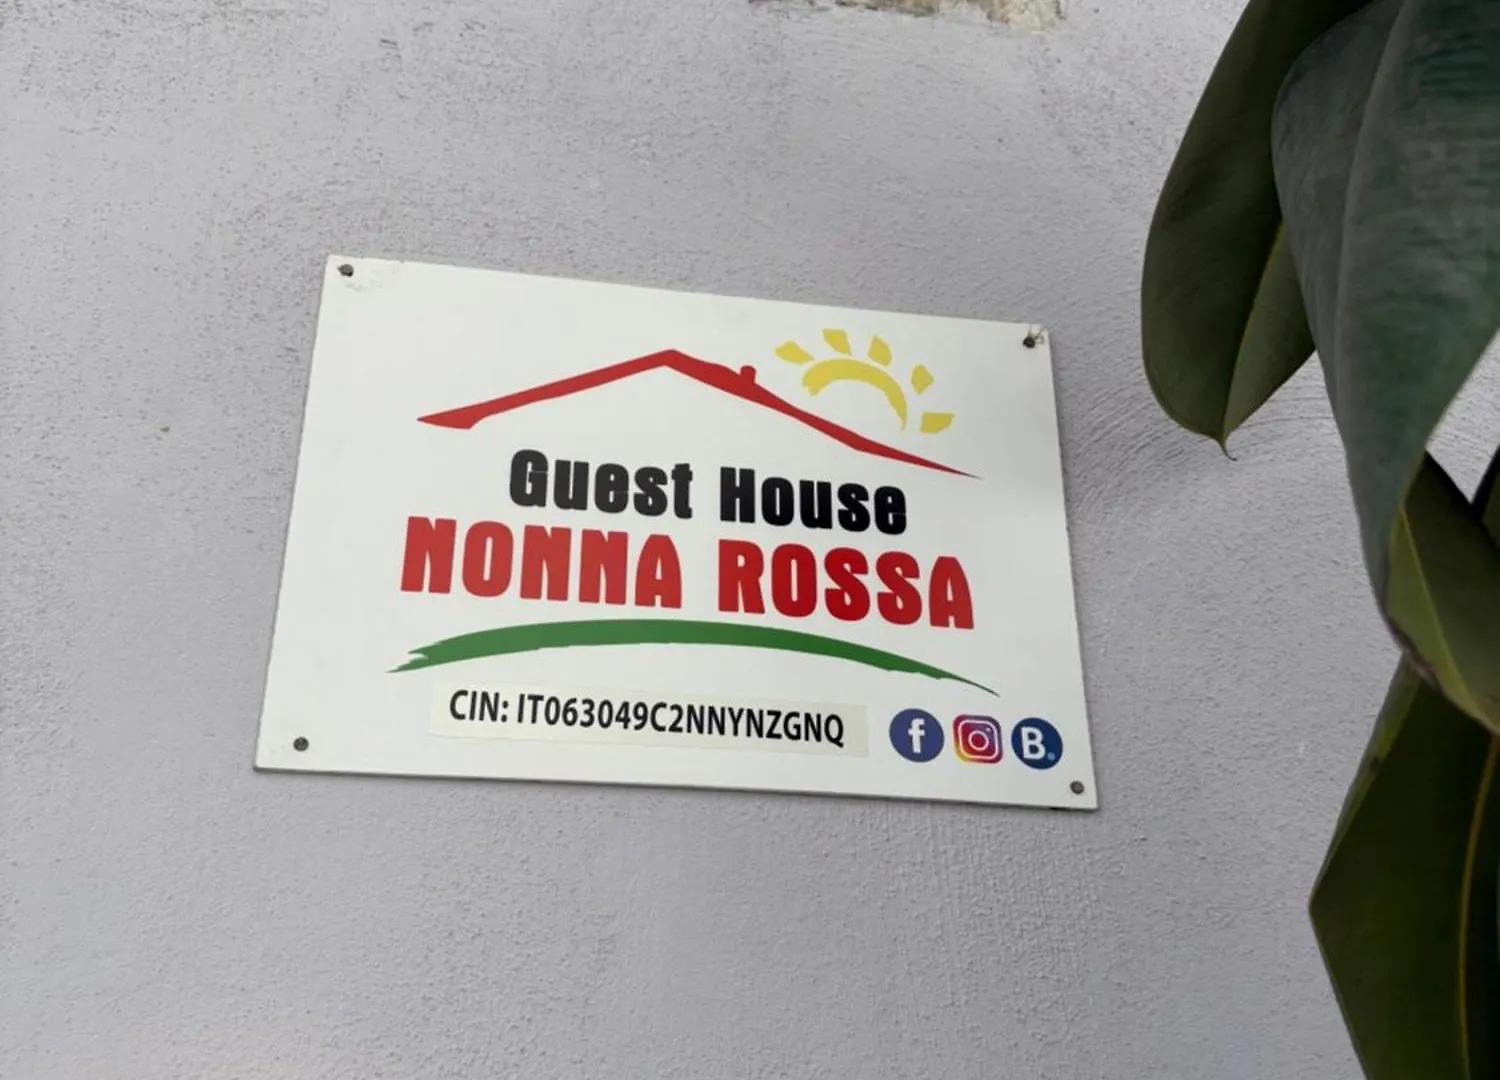 Guest House
NONNA ROSSA
CIN: IT063049C2NNYNZGNQ
f B.